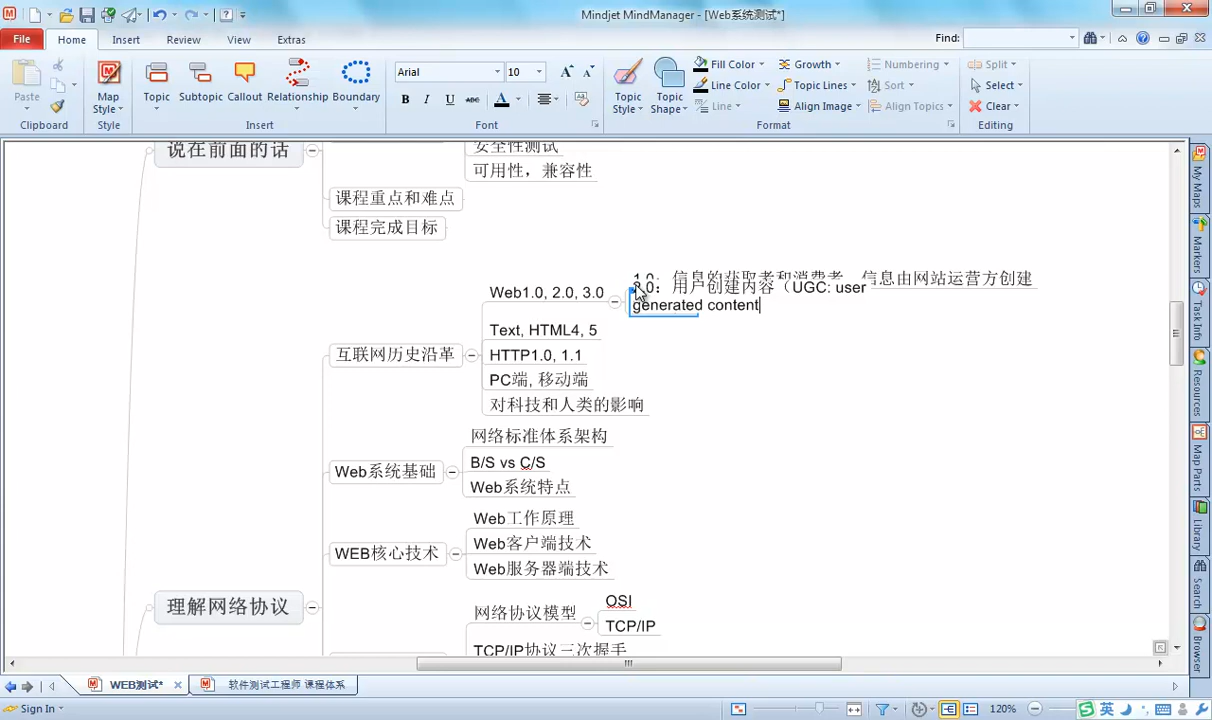 Mindjet MindManager - [Web系统测试*]
File Home Insert Review View Extras
Find:
Paste
Clipboard
Map Style
Style
Topic Subtopic Callout Relationship Boundary
Insert
Arial 10
B I U abc A
Font
Topic Style
Topic Shape
Fill Color Growth Numbering
Line Color Topic Lines Sort
Line Align Image Align Topics
Format
Split
Select
Clear
Editing
说在前面的话
安全性测试
可用性，兼容性
课程重点和难点
课程完成目标
1.0：信息的获取者和消费者，信息由网站运营方创建
Web1.0, 2.0, 3.0
2.0：用户创建内容（UGC: user
generated content
Text, HTML4, 5
互联网历史沿革
HTTP1.0, 1.1
PC端, 移动端
对科技和人类的影响
网络标准体系架构
Web系统基础
B/S vs C/S
Web系统特点
Web工作原理
WEB核心技术
Web客户端技术
Web服务器端技术
理解网络协议
网络协议模型
OSI
TCP/IP
TCP/IP协议三次握手
My Maps
Markers
Task Info
Resources
Map Parts
Library
Search
Browser
WEB测试*
软件测试工程师 课程体系
Sign In
120%
英